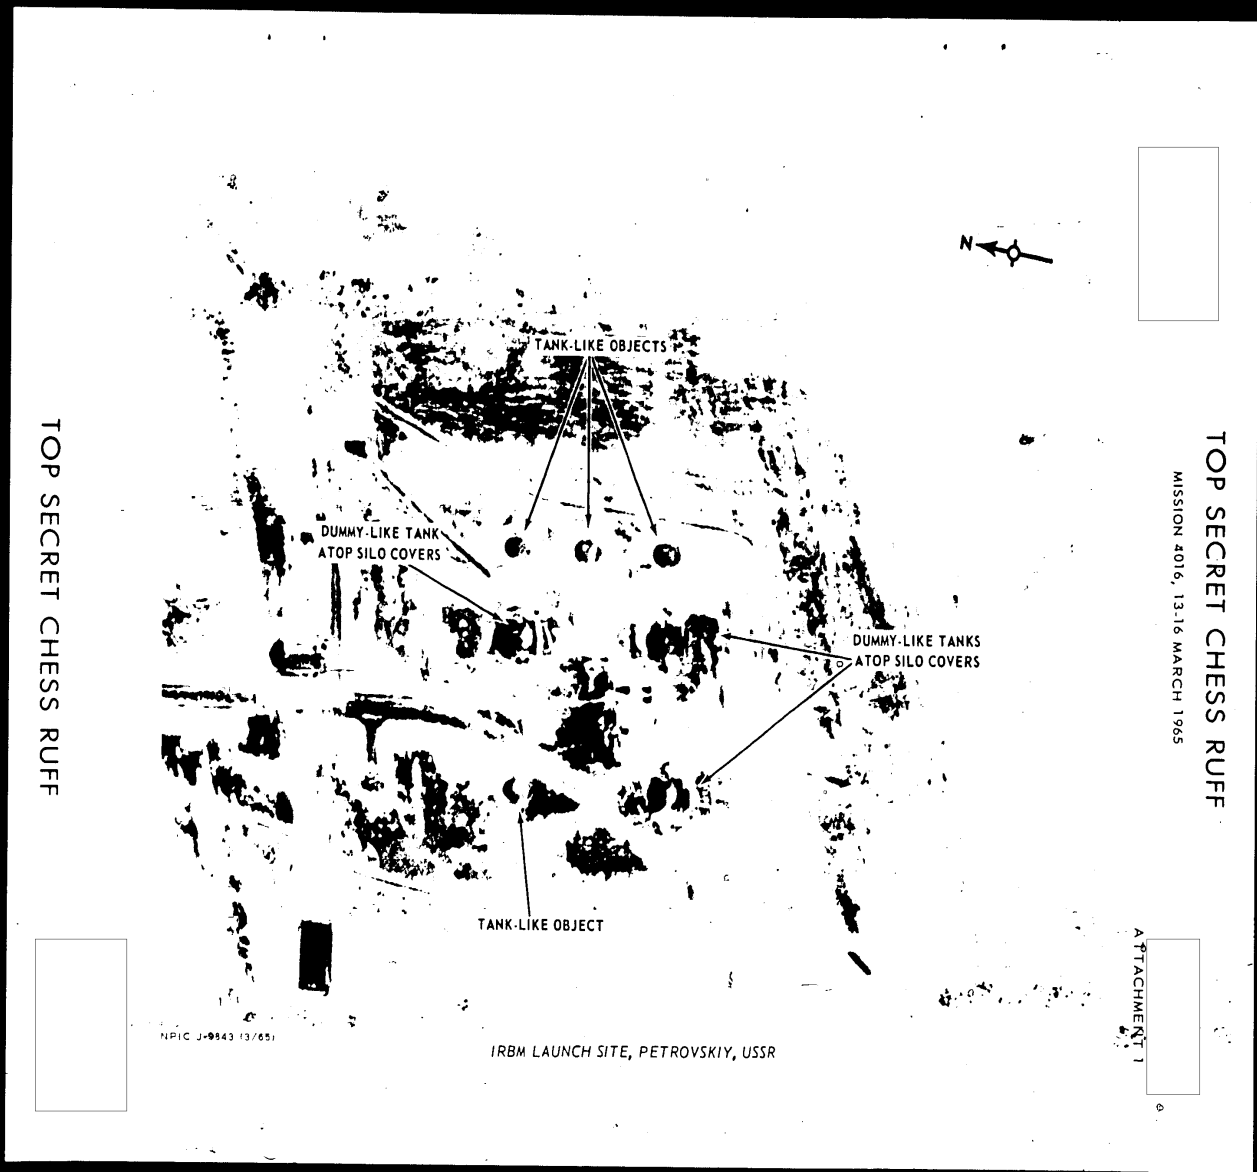 N
TANK-LIKE OBJECTS
DUMMY-LIKE TANK
ATOP SILO COVERS
DUMMY-LIKE TANKS
ATOP SILO COVERS
TANK-LIKE OBJECT
NPIC J-9843 (3/65)
IRBM LAUNCH SITE, PETROVSKIY, USSR
TOP SECRET CHESS RUFF
TOP SECRET CHESS RUFF
MISSION 4016, 13-16 MARCH 1965
ATTACHMENT 1